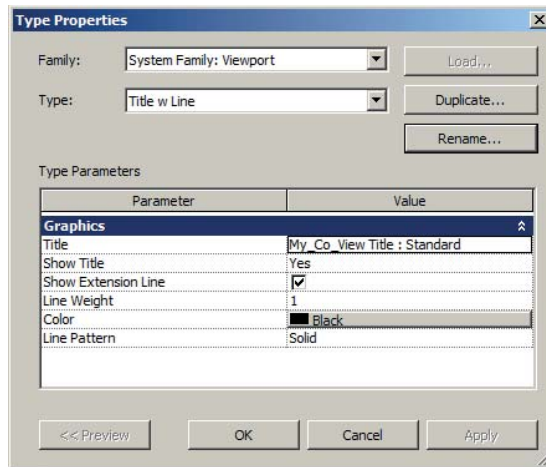 Type Properties
Family:
System Family: Viewport
Load...
Type:
Title w Line
Duplicate...
Rename...
Type Parameters
Parameter Value
Graphics
Title My_Co_View Title : Standard
Show Title Yes
Show Extension Line
Line Weight 1
Color Black
Line Pattern Solid
<< Preview OK Cancel Apply